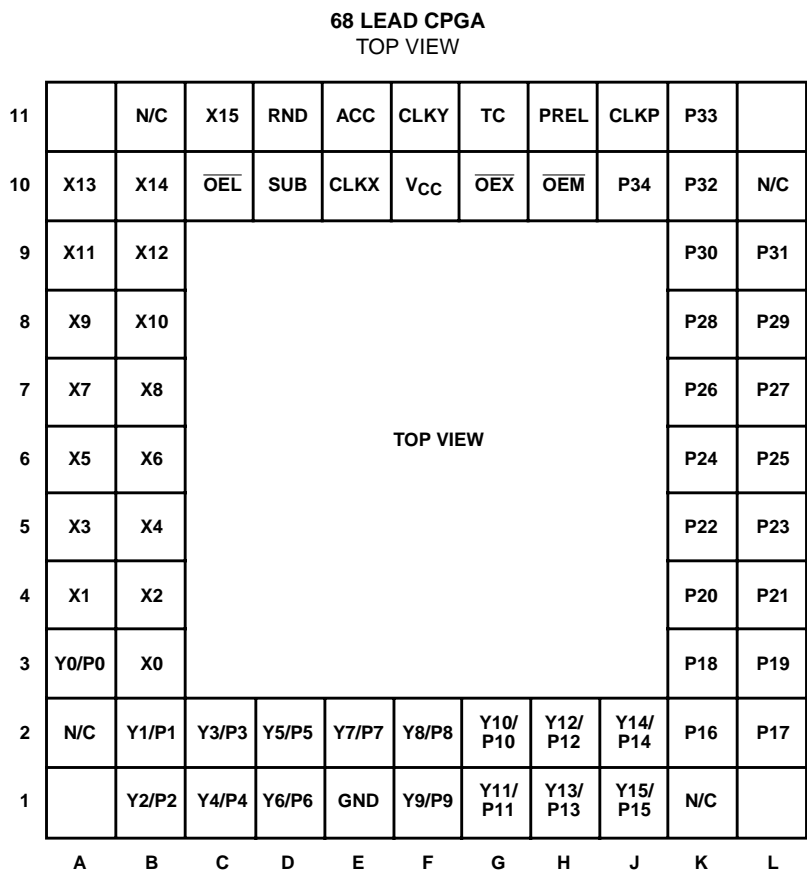 68 LEAD CPGA
TOP VIEW
11 N/C X15 RND ACC CLKY TC PREL CLKP P33
10 X13 X14 OEL SUB CLKX VCC OEX OEM P34 P32 N/C
9 X11 X12 P30 P31
8 X9 X10 P28 P29
7 X7 X8 P26 P27
TOP VIEW
6 X5 X6 P24 P25
5 X3 X4 P22 P23
4 X1 X2 P20 P21
3 Y0/P0 X0 P18 P19
2 N/C Y1/P1 Y3/P3 Y5/P5 Y7/P7 Y8/P8 Y10/P10 Y12/P12 Y14/P14 P16 P17
1 Y2/P2 Y4/P4 Y6/P6 GND Y9/P9 Y11/P11 Y13/P13 Y15/P15 N/C
A B C D E F G H J K L